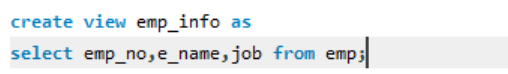 create view emp_info as
select emp_no,e_name,job from emp;